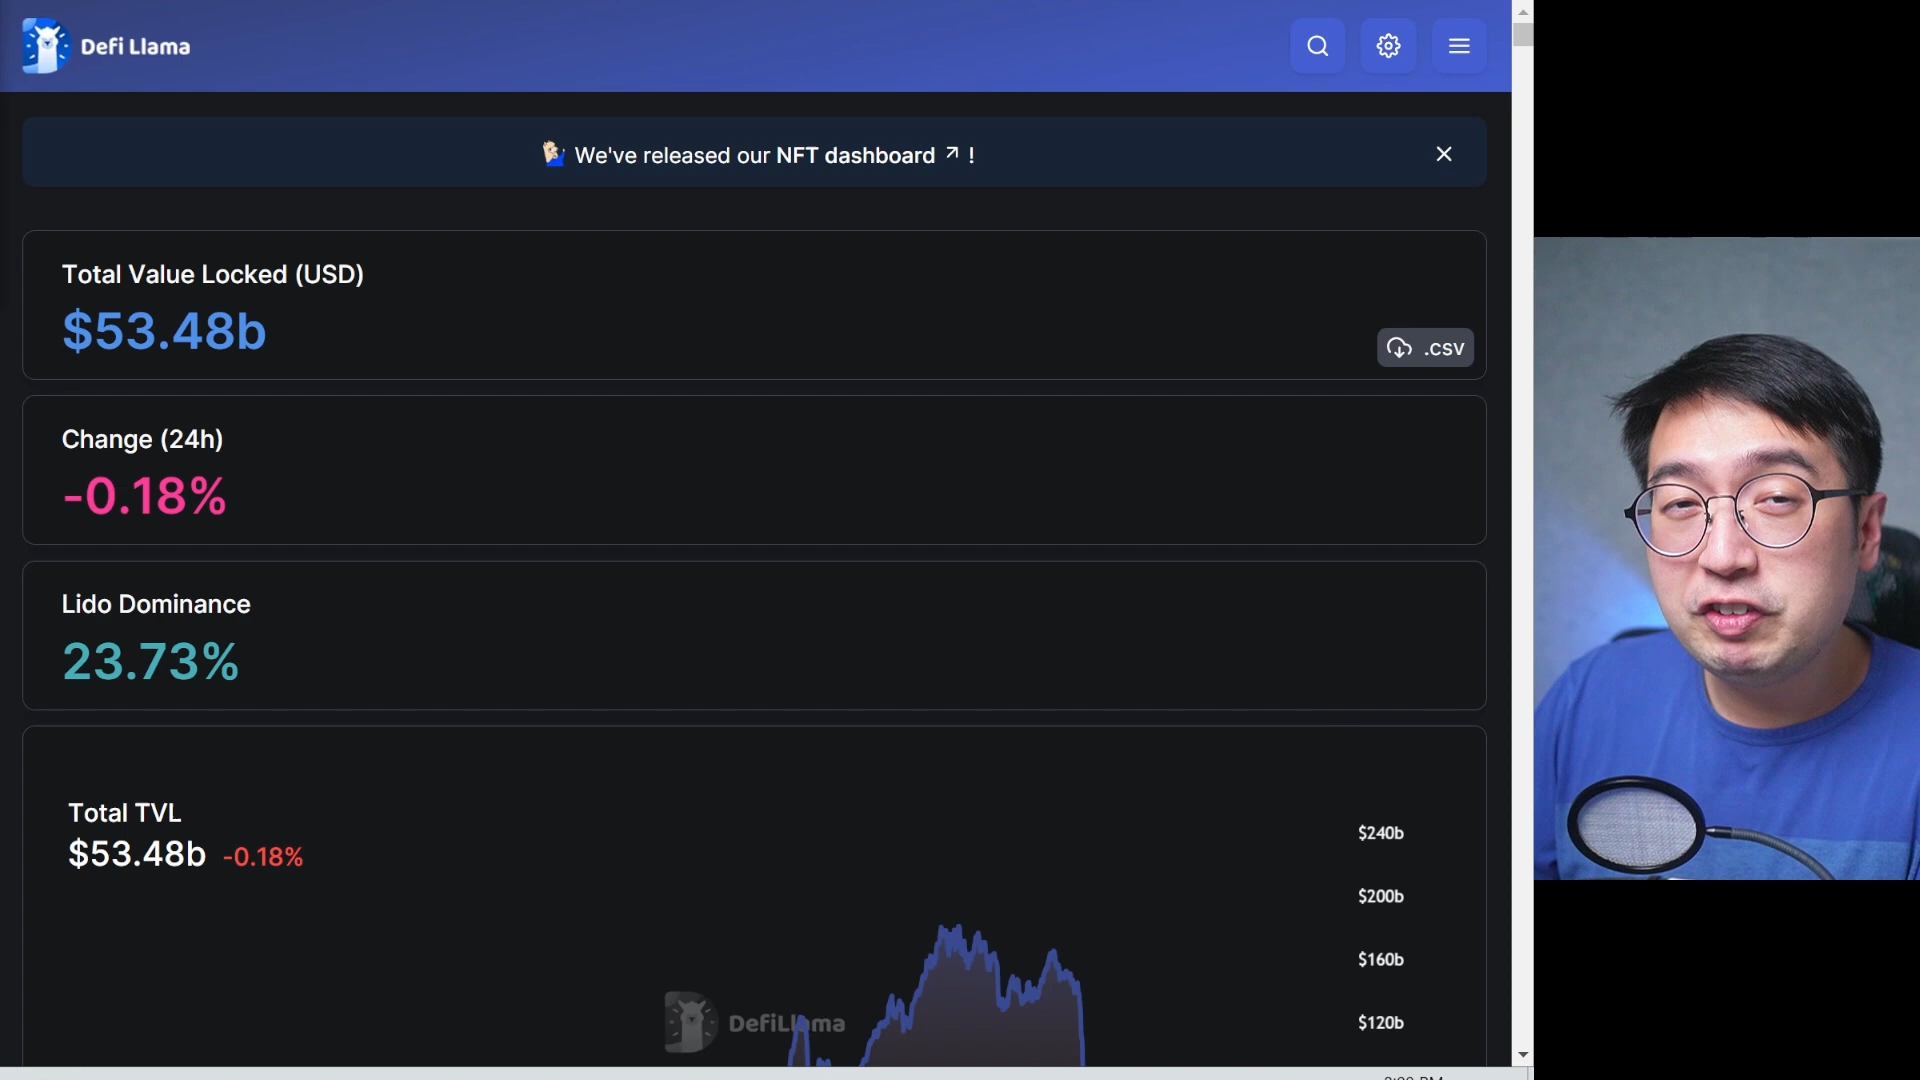 Defi Llama
We've released our NFT dashboard ↗ !
Total Value Locked (USD)
$53.48b
.csv
Change (24h)
-0.18%
Lido Dominance
23.73%
Total TVL
$53.48b -0.18%
$240b
$200b
$160b
DefiLlama
$120b